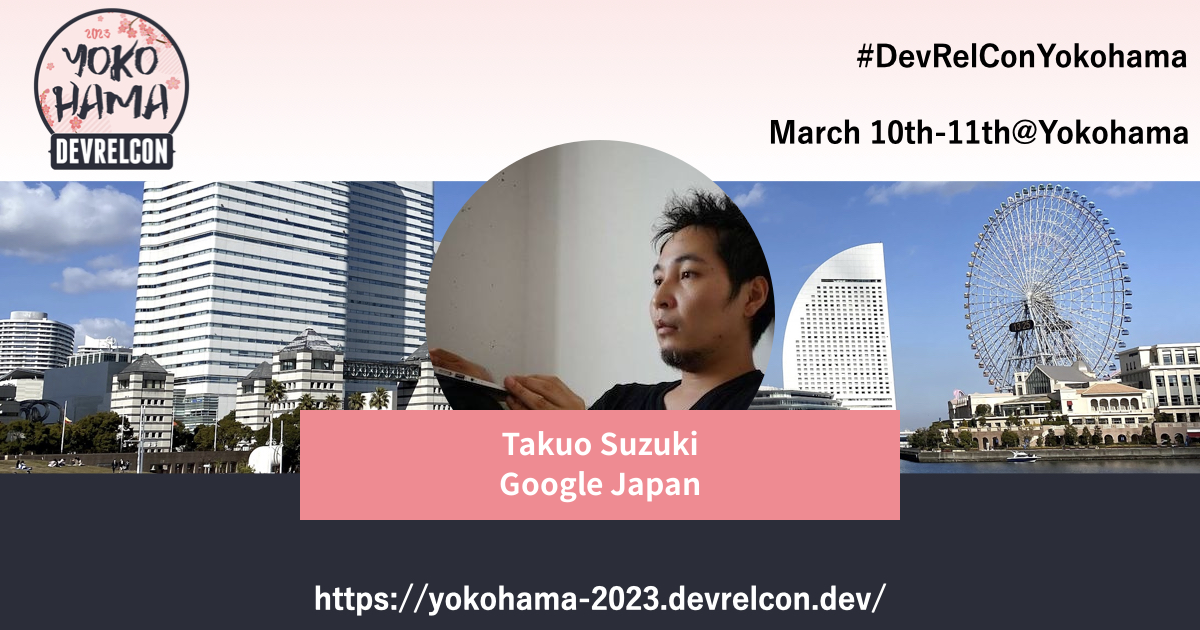 2023
YOKO
HAMA
DEVRELCON
#DevRelConYokohama
March 10th-11th@Yokohama
Takuo Suzuki
Google Japan
https://yokohama-2023.devrelcon.dev/